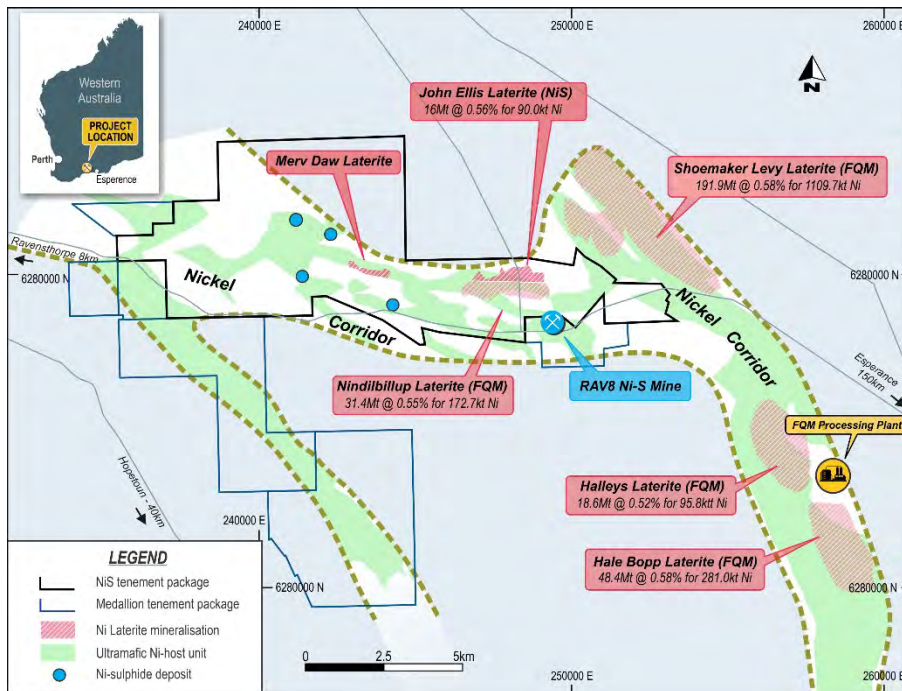 240000 E
250000 E
260000 E
Western
Australia
PROJECT
LOCATION
Perth
Esperence
N
John Ellis Laterite (NiS)
16Mt @ 0.56% for 90.0kt Ni
Merv Daw Laterite
Shoemaker Levy Laterite (FQM)
191.9Mt @ 0.58% for 1109.7kt Ni
Ravensthorpe 8km
6280000 N
6280000 N
Nickel
Corridor
Nickel
Corridor
Nindilbillup Laterite (FQM)
31.4Mt @ 0.55% for 172.7kt Ni
RAV8 Ni-S Mine
Esperance
150km
FQM Processing Plant
Halleys Laterite (FQM)
18.6Mt @ 0.52% for 95.8ktt Ni
Hopetoun - 40km
240000 E
Hale Bopp Laterite (FQM)
48.4Mt @ 0.58% for 281.0kt Ni
6280000 N
6280000 N
LEGEND
NiS tenement package
Medallion tenement package
Ni Laterite mineralisation
Ultramafic Ni-host unit
Ni-sulphide deposit
0
2.5
5km
250000 E
260000 E